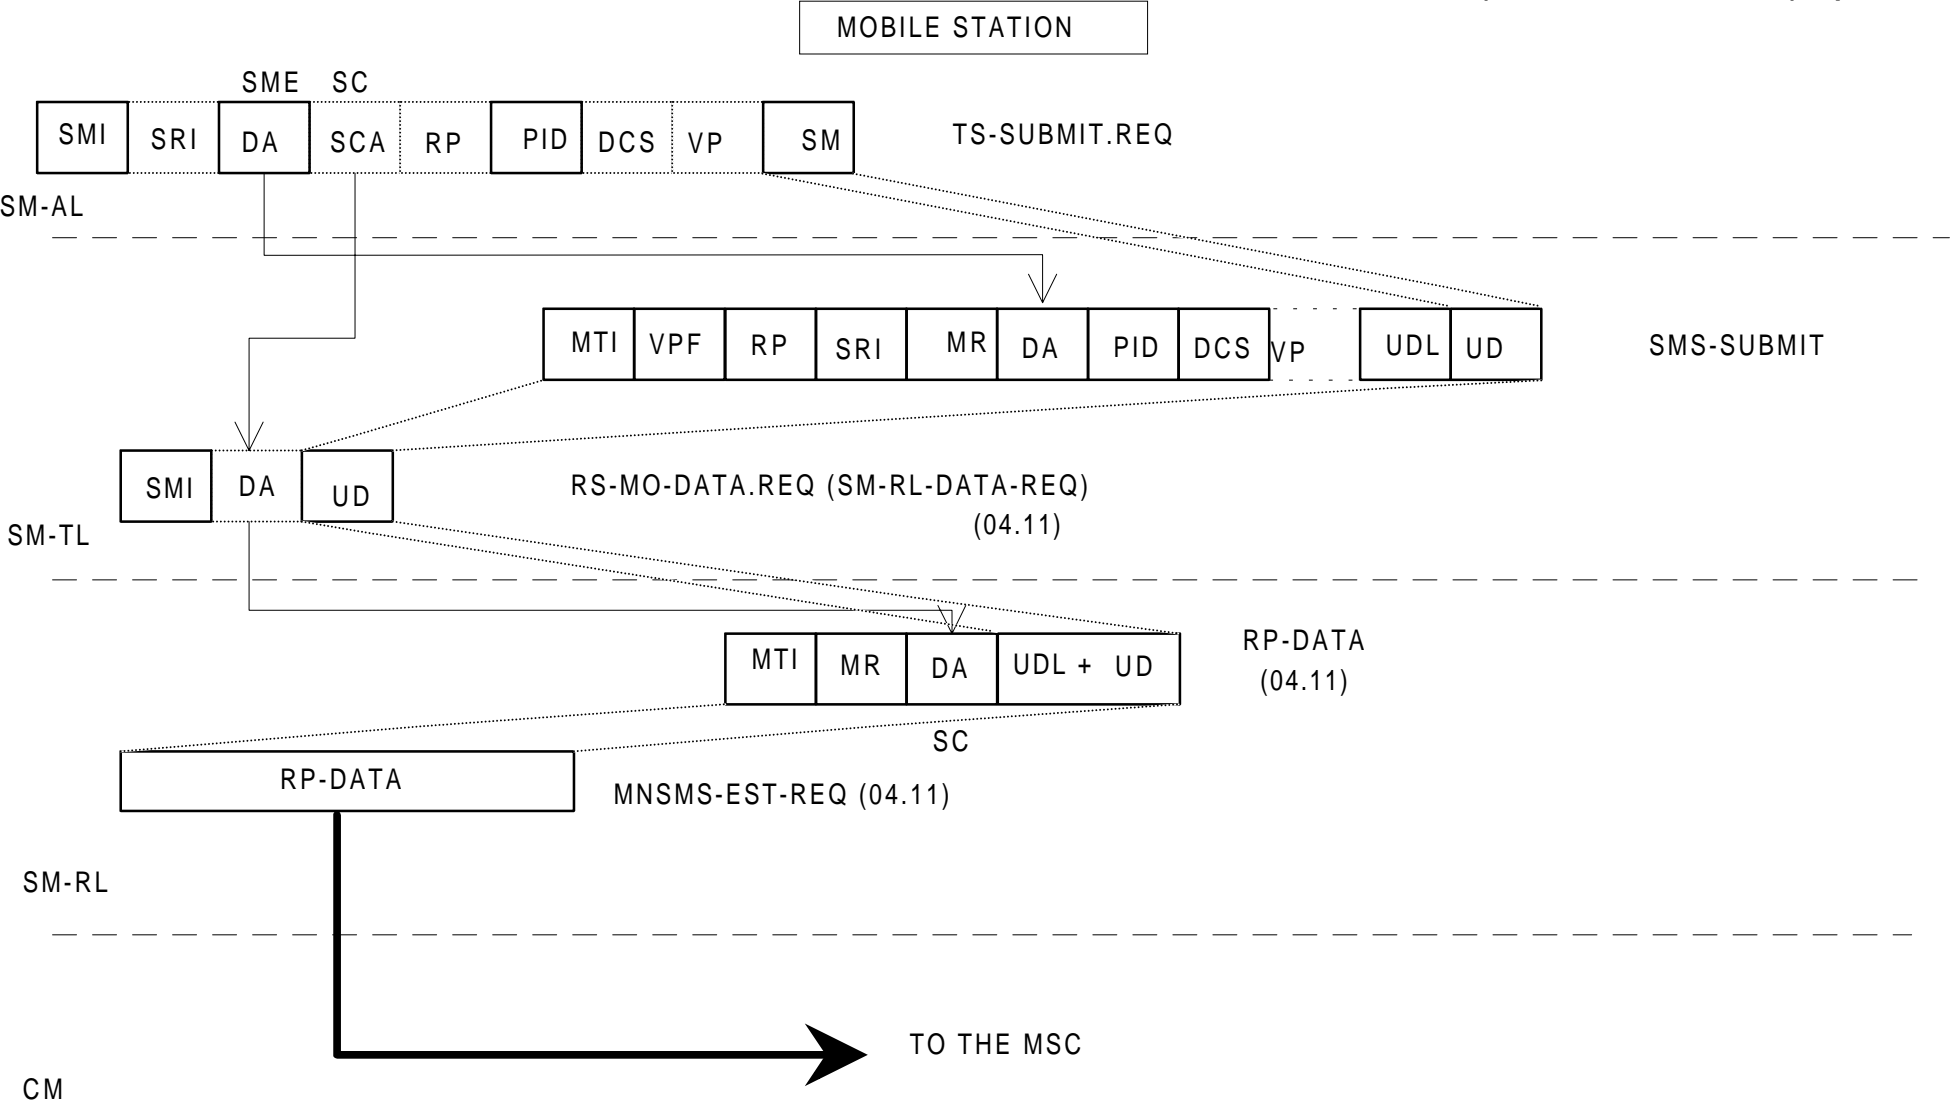 MOBILE STATION
SME SC
SMI SRI DA SCA RP PID DCS VP SM TS-SUBMIT.REQ
SM-AL
MTI VPF RP SRI MR DA PID DCS VP UDL UD SMS-SUBMIT
SMI DA UD RS-MO-DATA.REQ (SM-RL-DATA-REQ)
(04.11)
SM-TL
MTI MR DA UDL + UD RP-DATA
(04.11)
SC
RP-DATA MNSMS-EST-REQ (04.11)
SM-RL
TO THE MSC
CM